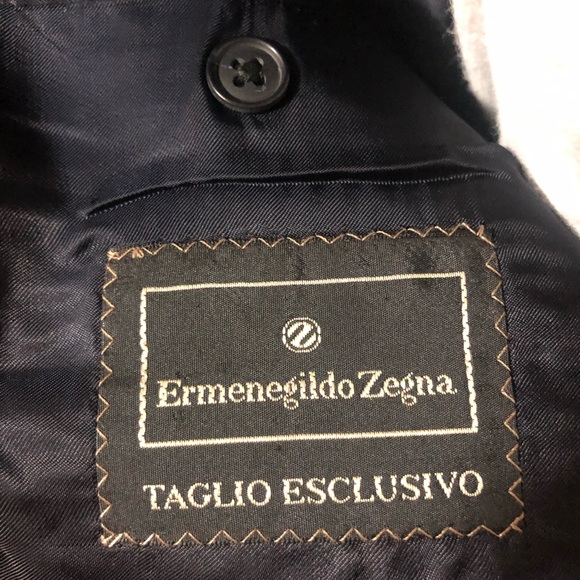 Ermenegildo Zegna
TAGLIO ESCLUSIVO